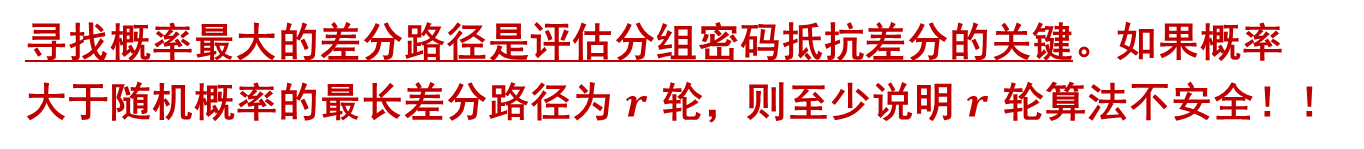 寻找概率最大的差分路径是评估分组密码抵抗差分的关键。如果概率
大于随机概率的最长差分路径为 r 轮，则至少说明 r 轮算法不安全！！